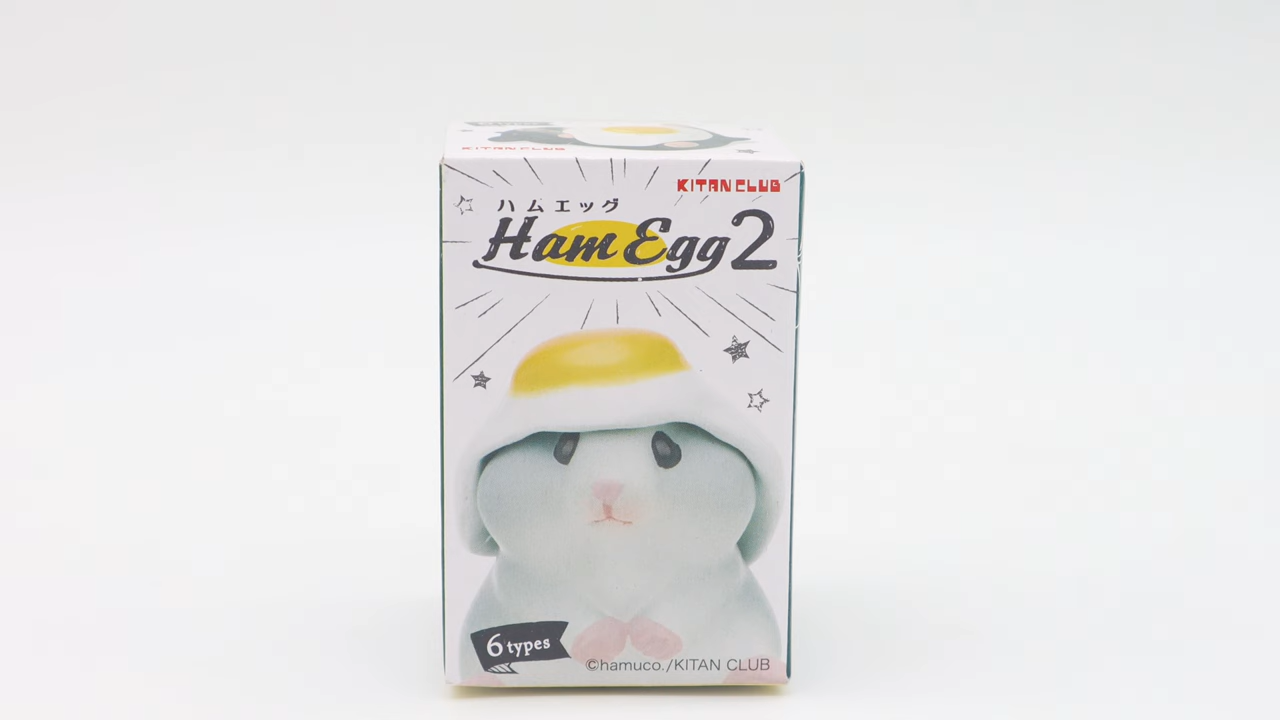 KITAN CLUB
KITAN CLUB
ハムエッグ
Ham Egg 2
6 types
©hamuco./KITAN CLUB